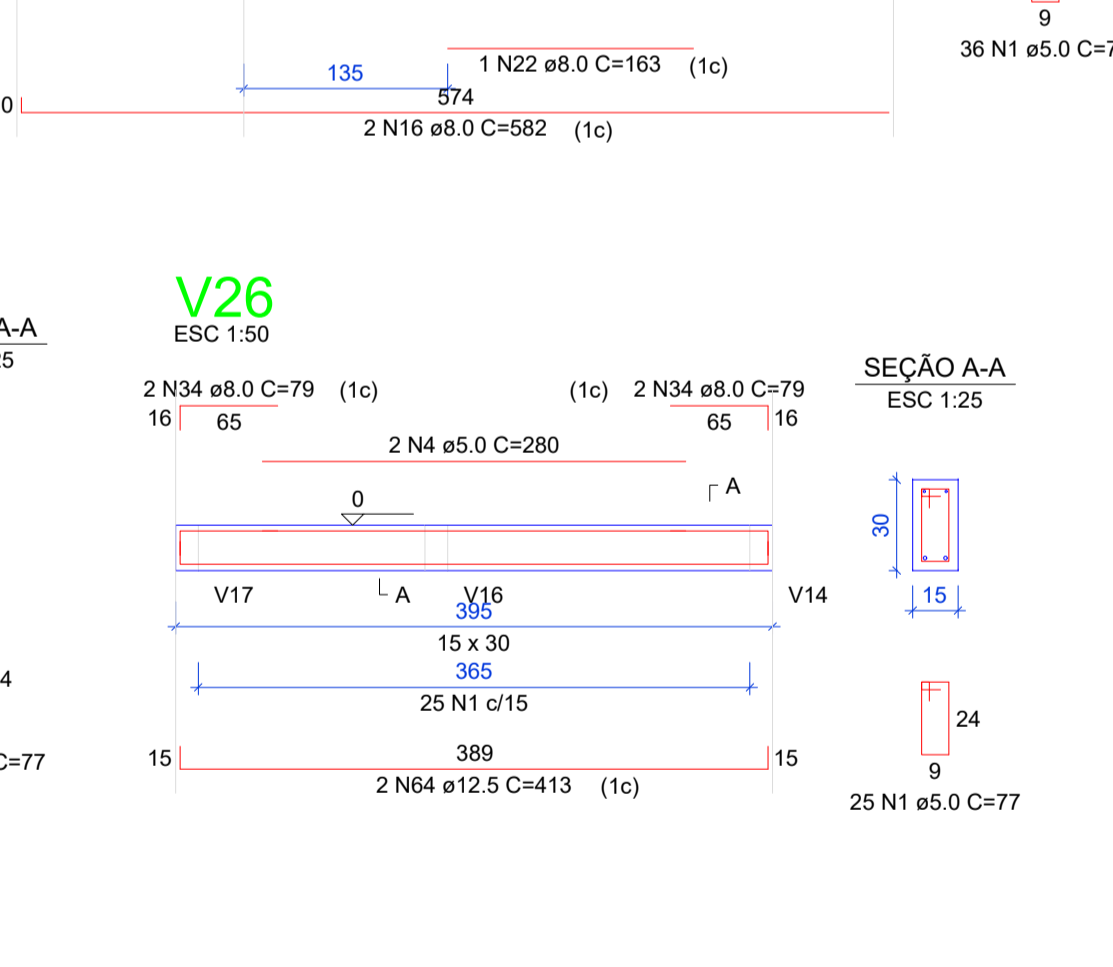 9
36 N1 ø5.0 C=7
1 N22 ø8.0 C=163 (1c)
135
574
0
2 N16 ø8.0 C=582 (1c)
V26
ESC 1:50
A-A
5
SEÇÃO A-A
ESC 1:25
2 N34 ø8.0 C=79 (1c)
(1c) 2 N34 ø8.0 C=79
16
65
65
16
2 N4 ø5.0 C=280
A
0
30
V17
A
V16
V14
15
395
15 x 30
365
25 N1 c/15
4
24
C=77
15
389
15
9
2 N64 ø12.5 C=413 (1c)
25 N1 ø5.0 C=77